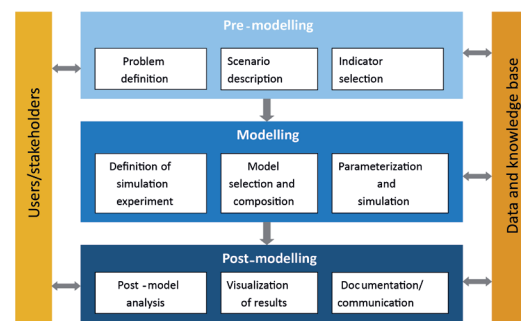 Pre-modelling
Problem
definition
Scenario
description
Indicator
selection
Users/stakeholders
Data and knowledge base
Modelling
Definition of
simulation
experiment
Model
selection and
composition
Parameterization
and
simulation
Post-modelling
Post -model
analysis
Visualization
of results
Documentation/
communication